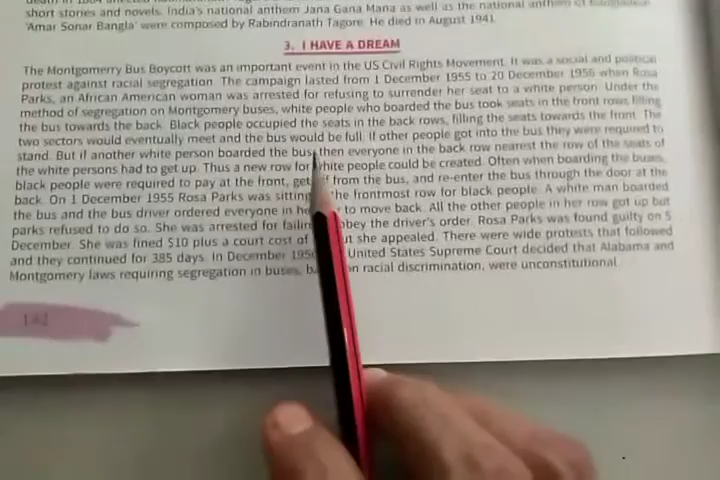 short stories and novels. India's national anthem Jana Gana Mana as well as the national anthem of
'Amar Sonar Bangla' were composed by Rabindranath Tagore. He died in August 1941
3. I HAVE A DREAM
The Montgomery Bus Boycott was an important event in the US Civil Rights Movement. It was a social and political
protest against racial segregation. The campaign lasted from 1 December 1955 to 20 December 1956 when Rosa
Parks, an African American woman was arrested for refusing to surrender her seat to a white person. Under the
method of segregation on Montgomery buses, white people who boarded the bus took seats in the front rows filling
the bus towards the back. Black people occupied the seats in the back rows, filling the seats towards the front. The
two sectors would eventually meet and the bus would be full. If other people got into the bus they were required to
stand. But if another white person boarded the bus then everyone in the back row nearest the row of the seats of
the white persons had to get up. Thus a new row for white people could be created. Often when boarding the buses,
black people were required to pay at the front, get from the bus, and re-enter the bus through the door at the
back. On 1 December 1955 Rosa Parks was sitting the frontmost row for black people. A white man boarded
the bus and the bus driver ordered everyone in to move back. All the other people in her row got up but
parks refused to do so. She was arrested for the driver's order. Rosa Parks was found guilty on 5
December. She was fined $10 plus a court cost of she appealed. There were wide protests that followed
and they continued for 385 days. In December United States Supreme Court decided that Alabama and
Montgomery laws requiring segregation in buses, on racial discrimination, were unconstitutional.
142